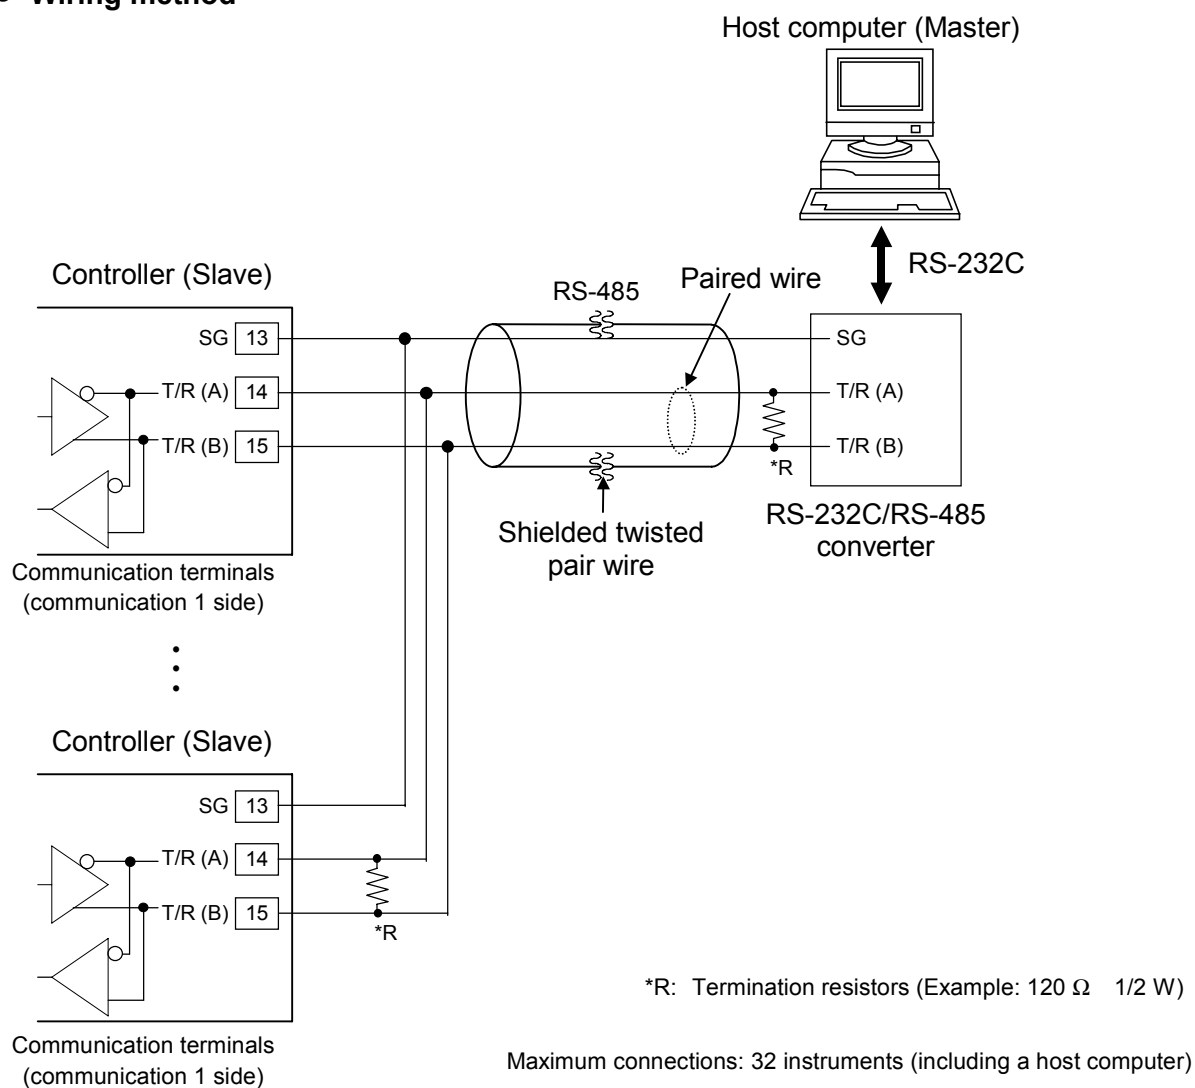 Wiring method
Host computer (Master)
RS-232C
Controller (Slave)
RS-485
Paired wire
SG 13
SG
T/R (A) 14
T/R (A)
T/R (B) 15
T/R (B)
*R
Shielded twisted
pair wire
RS-232C/RS-485
converter
Communication terminals
(communication 1 side)
Controller (Slave)
SG 13
T/R (A) 14
T/R (B) 15
*R
*R: Termination resistors (Example: 120 Ω 1/2 W)
Communication terminals
(communication 1 side)
Maximum connections: 32 instruments (including a host computer)